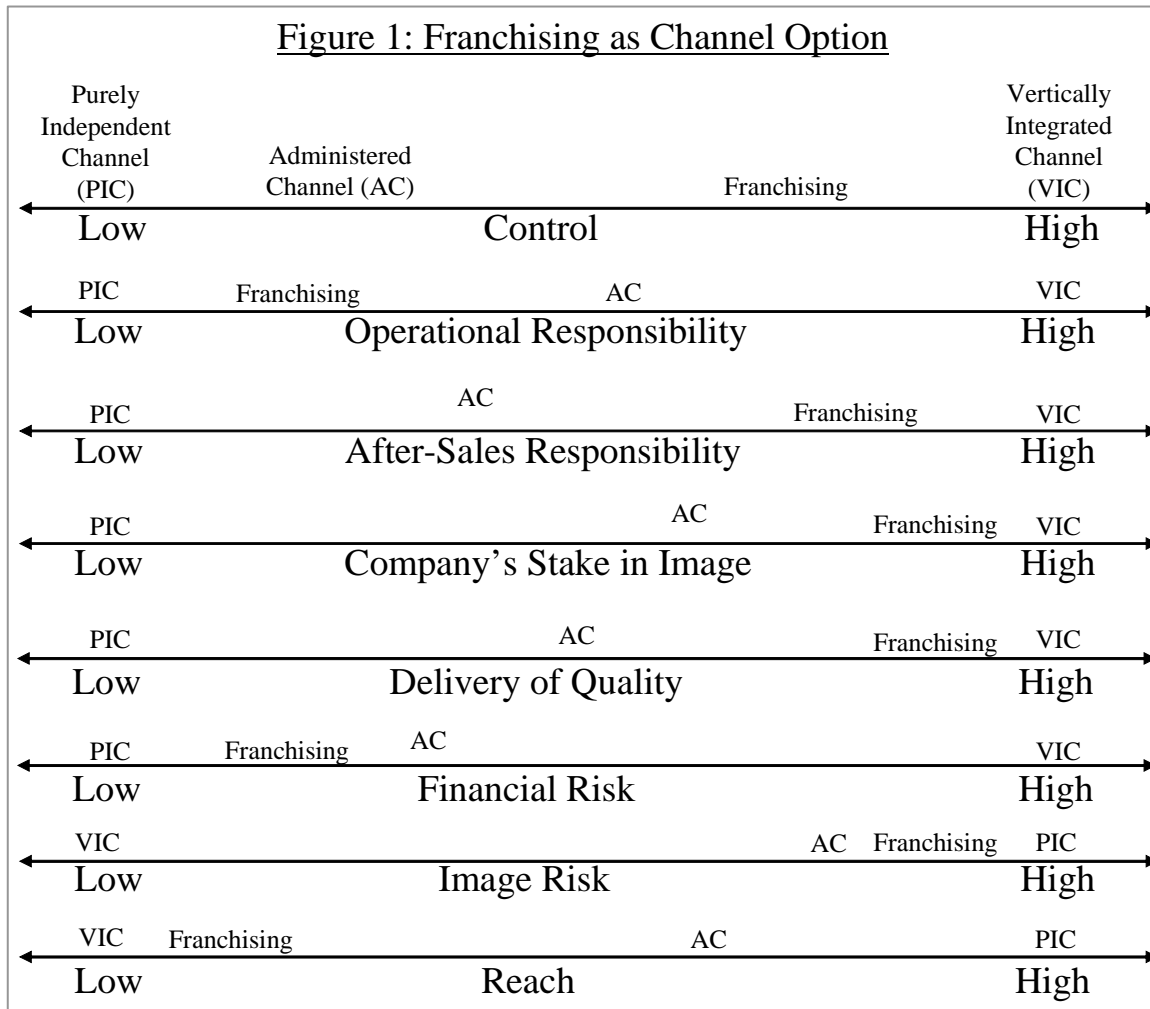 Figure 1: Franchising as Channel Option
Purely
Independent
Channel
(PIC)
Administered
Channel (AC)
Franchising
Vertically
Integrated
Channel
(VIC)
Low Control High
PIC Franchising AC VIC
Low Operational Responsibility High
PIC AC Franchising VIC
Low After-Sales Responsibility High
PIC AC Franchising VIC
Low Company’s Stake in Image High
PIC AC Franchising VIC
Low Delivery of Quality High
PIC Franchising AC VIC
Low Financial Risk High
VIC AC Franchising PIC
Low Image Risk High
VIC Franchising AC PIC
Low Reach High